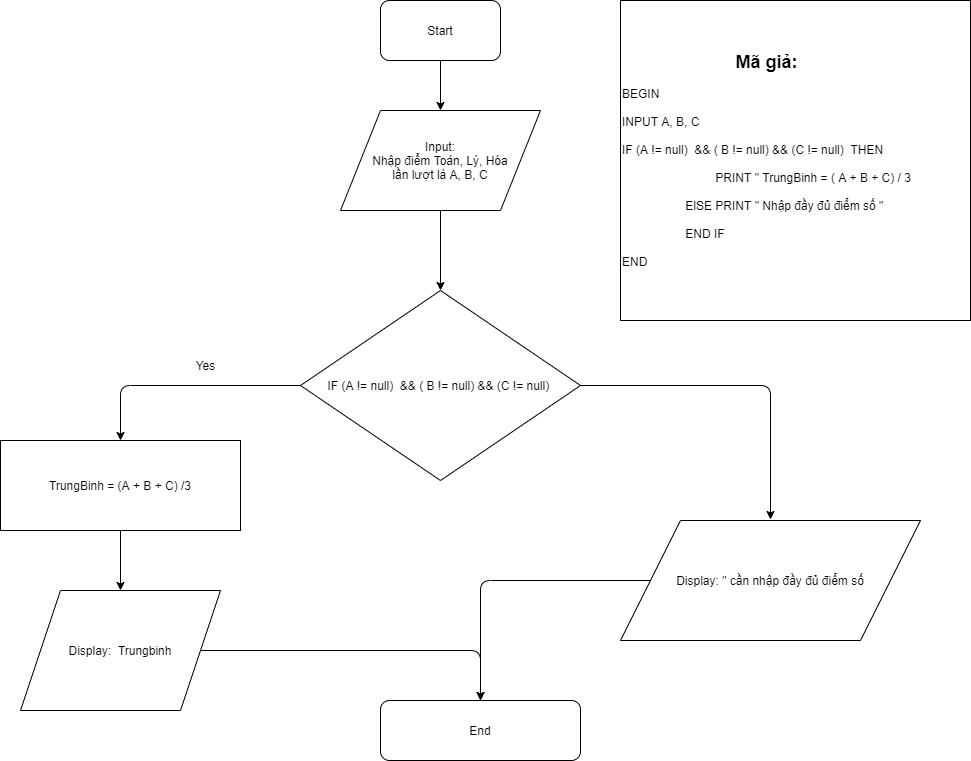 Start
Input:
Nhập điểm Toán, Lý, Hóa
lần lượt là A, B, C
IF (A != null)  && ( B != null) && (C != null)
Yes
TrungBinh = (A + B + C) /3
Display:  Trungbinh
Display: " cần nhập đầy đủ điểm số
End
Mã giả:
BEGIN
INPUT A, B, C
IF (A != null)  && ( B != null) && (C != null)  THEN
PRINT " TrungBinh = ( A + B + C) / 3
EISE PRINT " Nhập đầy đủ điểm số "
END IF
END